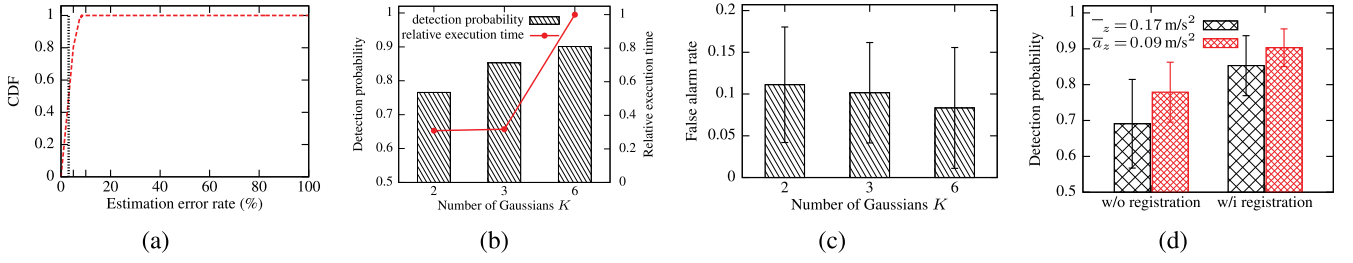 1
0.8
0.6
0.4
0.2
0
CDF
0 20 40 60 80 100
Estimation error rate (%)
(a)
detection probability
relative execution time
1
0.9
0.8
0.7
0.6
0.5
Detection probability
1
0.8
0.6
0.4
0.2
0
Relative execution time
2 3 6
Number of Gaussians K
(b)
0.2
0.15
0.1
0.05
0
False alarm rate
2 3 6
Number of Gaussians K
(c)
1
0.9
0.8
0.7
0.6
0.5
Detection probability
‾z = 0.17 m/s²
a̅z = 0.09 m/s²
w/o registration w/i registration
(d)